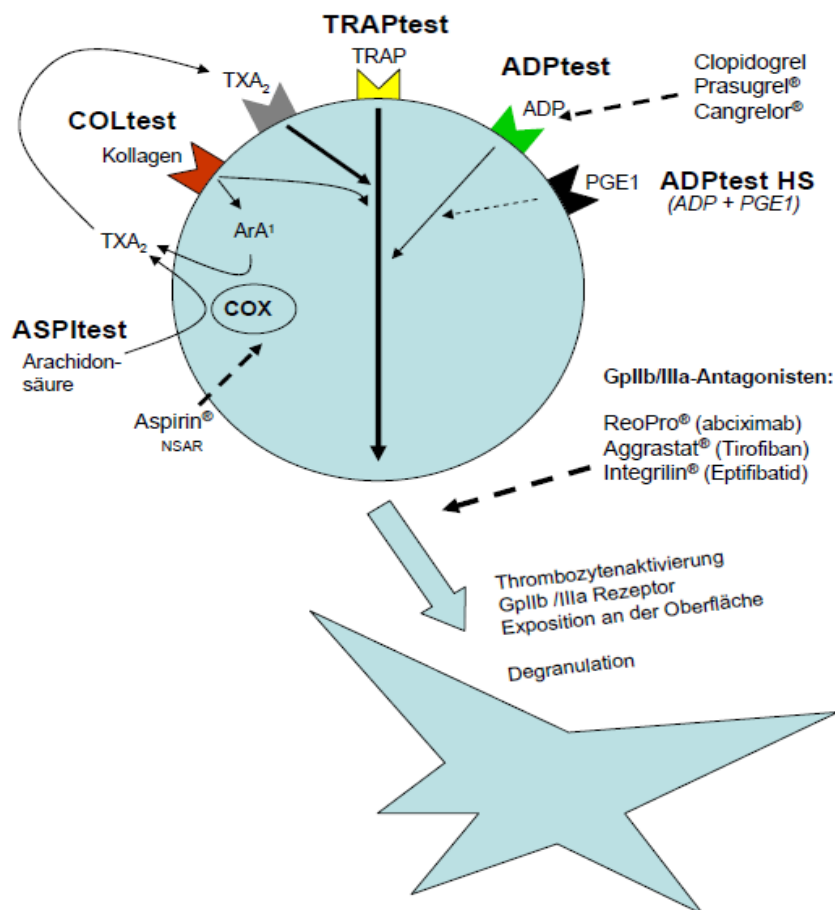 TRAPtest
TRAP
TXA2
ADPtest
ADP
Clopidogrel
Prasugrel®
Cangrelor®
COLtest
Kollagen
PGE1
ADPtest HS
(ADP + PGE1)
ArA¹
TXA2
COX
ASPItest
Arachidon-
säure
Aspirin®
NSAR
GpIIb/IIIa-Antagonisten:
ReoPro® (abciximab)
Aggrastat® (Tirofiban)
Integrilin® (Eptifibatid)
Thrombozytenaktivierung
GpIIb /IIIa Rezeptor
Exposition an der Oberfläche
Degranulation